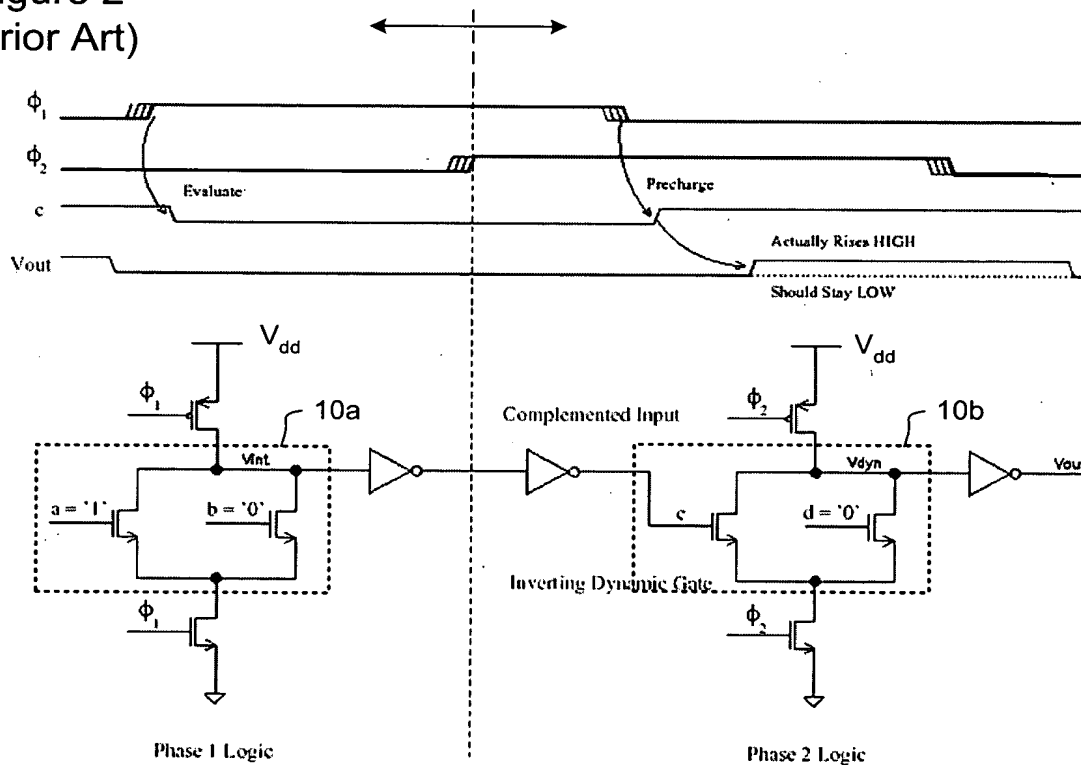 rior Art)
ϕ1
ϕ2
Evaluate
Precharge
c
Actually Rises HIGH
Vout
Should Stay LOW
Vdd
Vdd
ϕ1
10a
Complemented Input
ϕ2
10b
Vint
Vdyn
Vou
a = '1'
b = '0'
c
d = '0'
Inverting Dynamic Gate
ϕ1
ϕ2
Phase 1 Logic
Phase 2 Logic